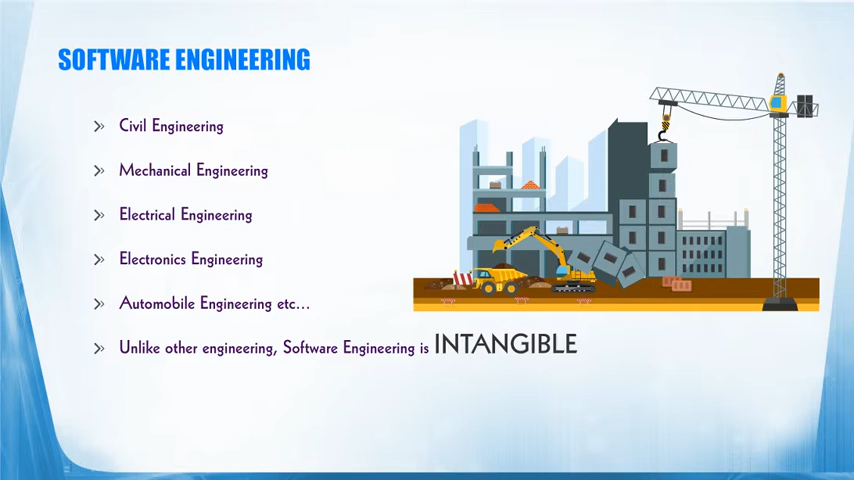 SOFTWARE ENGINEERING
Civil Engineering
Mechanical Engineering
Electrical Engineering
Electronics Engineering
Automobile Engineering etc...
Unlike other engineering, Software Engineering is INTANGIBLE